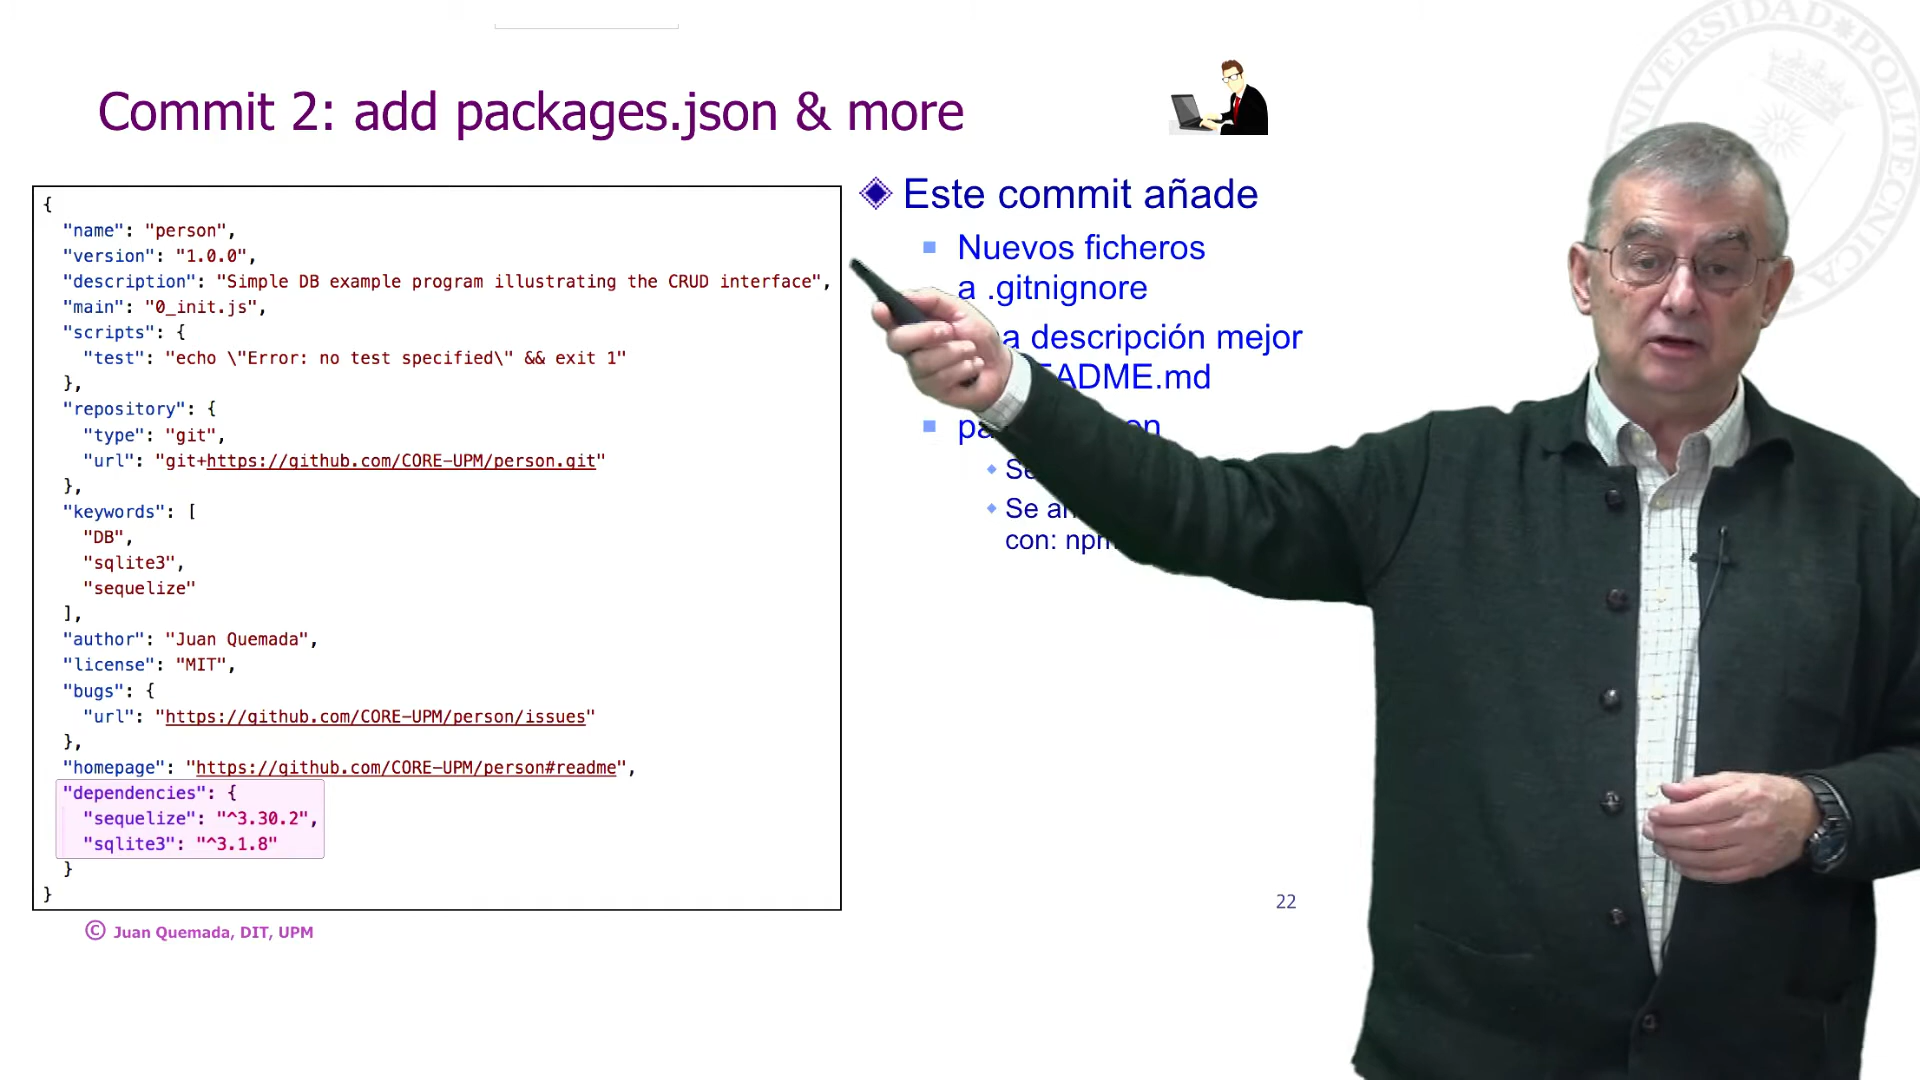 Commit 2: add packages.json & more
{
"name": "person",
"version": "1.0.0",
"description": "Simple DB example program illustrating the CRUD interface",
"main": "0_init.js",
"scripts": {
"test": "echo \"Error: no test specified\" && exit 1"
},
"repository": {
"type": "git",
"url": "git+https://github.com/CORE-UPM/person.git"
},
"keywords": [
"DB",
"sqlite3",
"sequelize"
],
"author": "Juan Quemada",
"license": "MIT",
"bugs": {
"url": "https://github.com/CORE-UPM/person/issues"
},
"homepage": "https://github.com/CORE-UPM/person#readme",
"dependencies": {
"sequelize": "^3.30.2",
"sqlite3": "^3.1.8"
}
}
© Juan Quemada, DIT, UPM
Este commit añade
Nuevos ficheros
a .gitnignore
descripción mejor
Se
con: npm
22
UNIVERSIDAD POLITECNICA